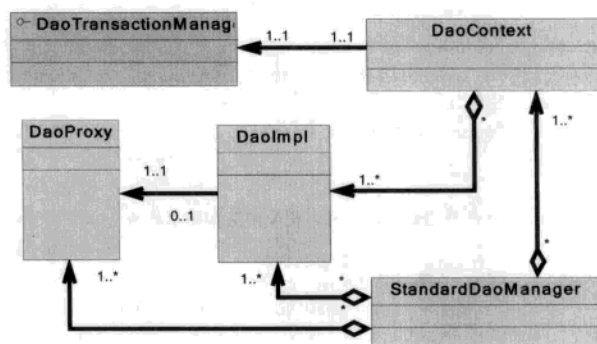 DaoTransactionManag
DaoContext
1..1
1..1
*
DaoProxy
DaoImpl
1..*
1..1
1..*
0..1
1..*
1..*
*
*
*
StandardDaoManager